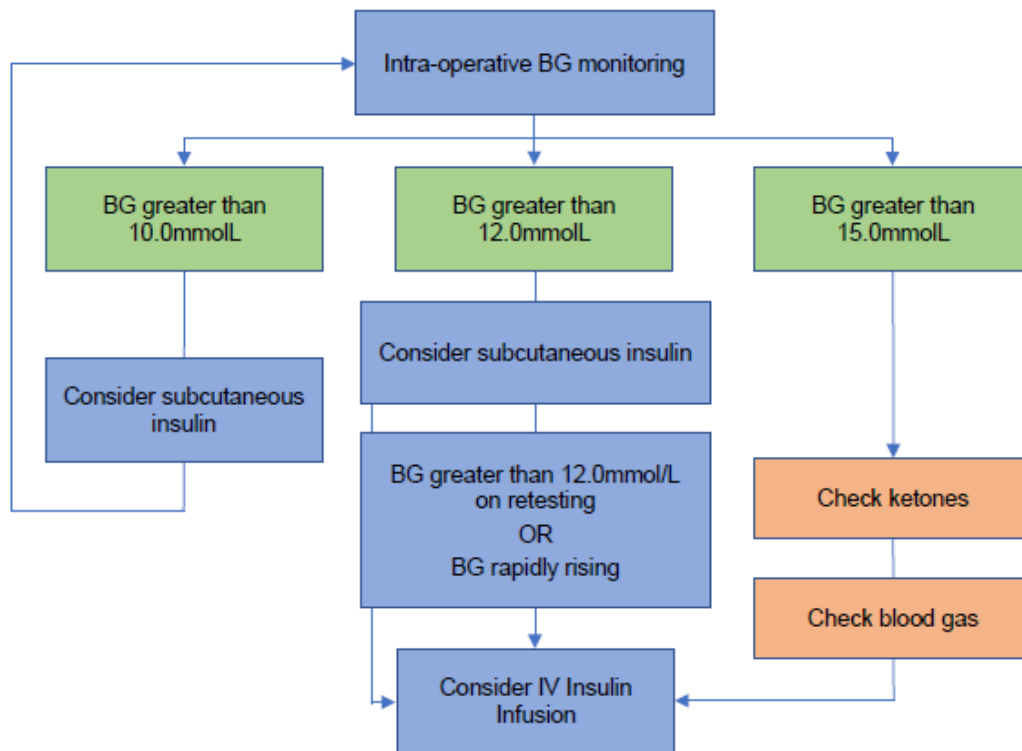 Intra-operative BG monitoring
BG greater than
10.0mmolL
BG greater than
12.0mmolL
BG greater than
15.0mmolL
Consider subcutaneous
insulin
Consider subcutaneous insulin
BG greater than 12.0mmol/L
on retesting
OR
BG rapidly rising
Check ketones
Check blood gas
Consider IV Insulin
Infusion